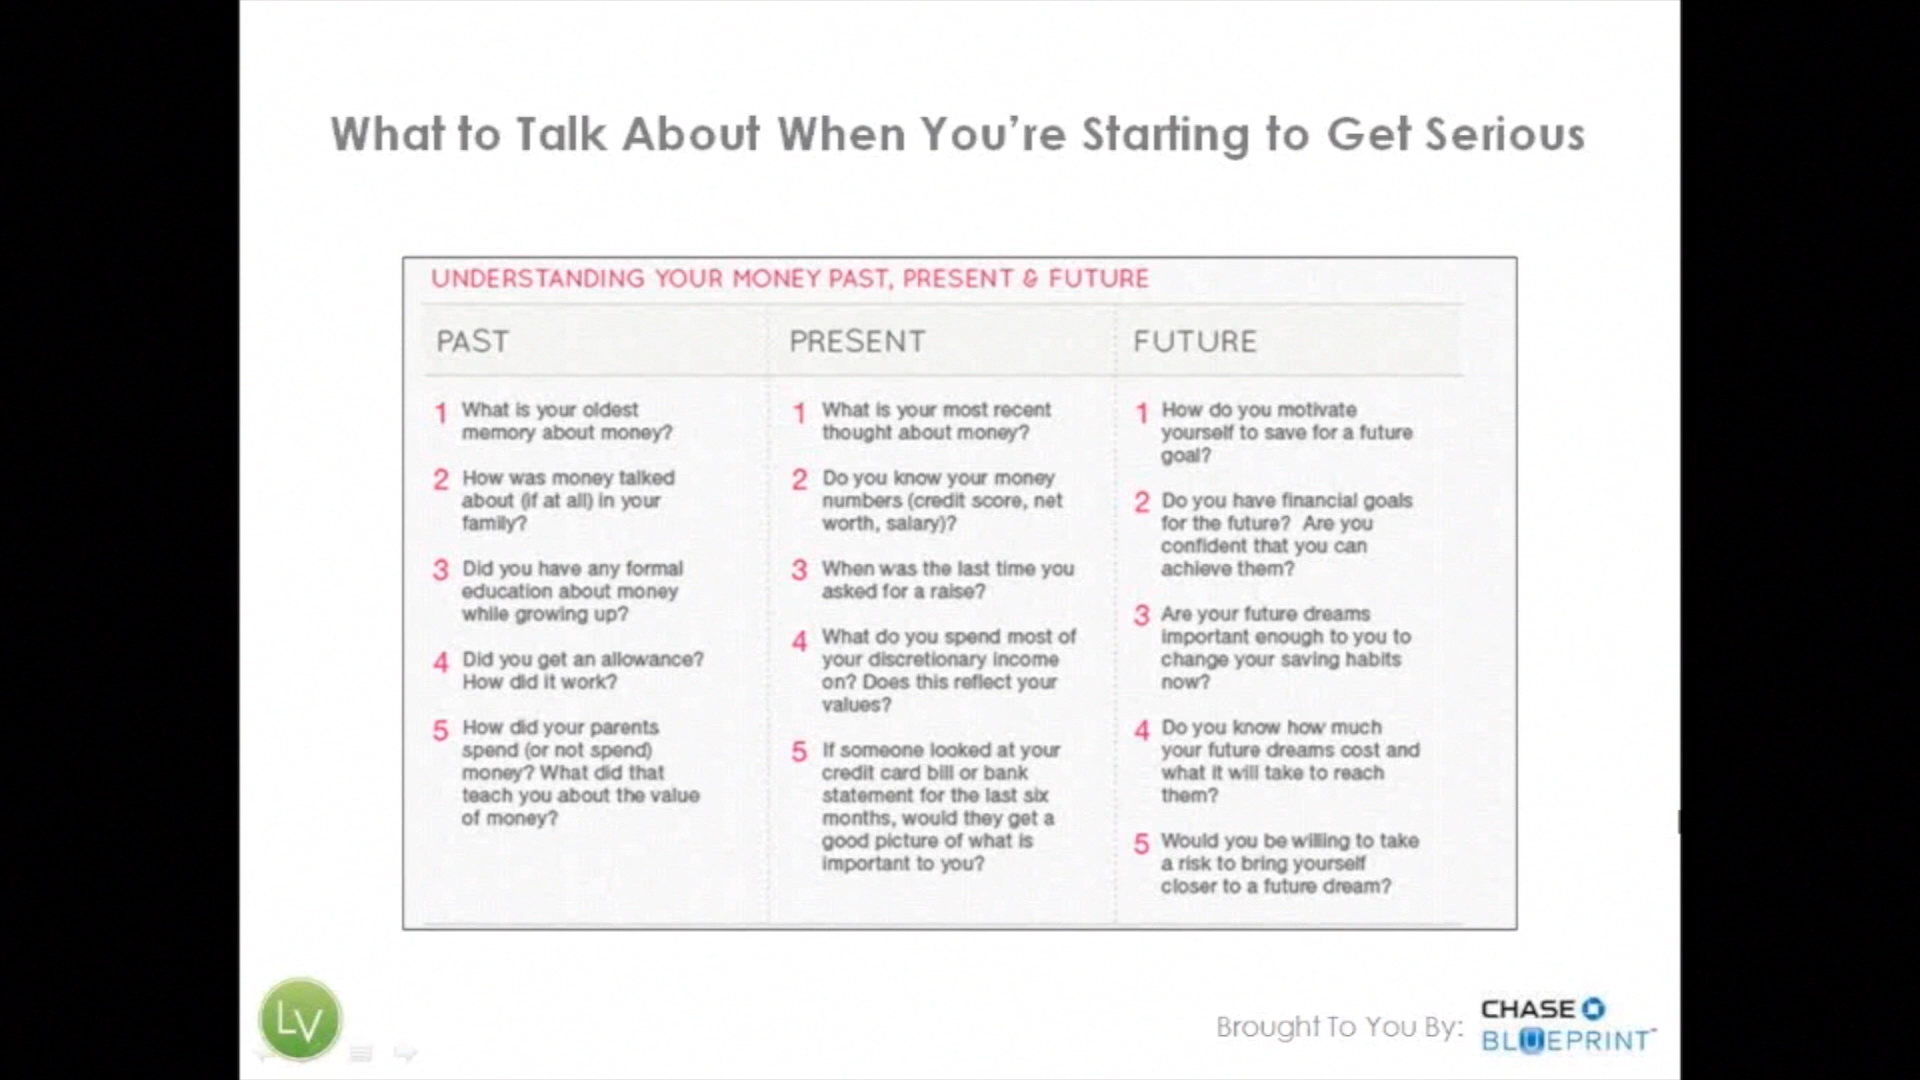 What to Talk About When You're Starting to Get Serious
UNDERSTANDING YOUR MONEY PAST, PRESENT & FUTURE
PAST
1 What is your oldest
memory about money?
2 How was money talked
about (if at all) in your
family?
3 Did you have any formal
education about money
while growing up?
4 Did you get an allowance?
How did it work?
5 How did your parents
spend (or not spend)
money? What did that
teach you about the value
of money?
PRESENT
1 What is your most recent
thought about money?
2 Do you know your money
numbers (credit score, net
worth, salary)?
3 When was the last time you
asked for a raise?
4 What do you spend most of
your discretionary income
on? Does this reflect your
values?
5 If someone looked at your
credit card bill or bank
statement for the last six
months, would they get a
good picture of what is
important to you?
FUTURE
1 How do you motivate
yourself to save for a future
goal?
2 Do you have financial goals
for the future? Are you
confident that you can
achieve them?
3 Are your future dreams
important enough to you to
change your saving habits
now?
4 Do you know how much
your future dreams cost and
what it will take to reach
them?
5 Would you be willing to take
a risk to bring yourself
closer to a future dream?
LV
Brought To You By:
CHASE
BLUEPRINT